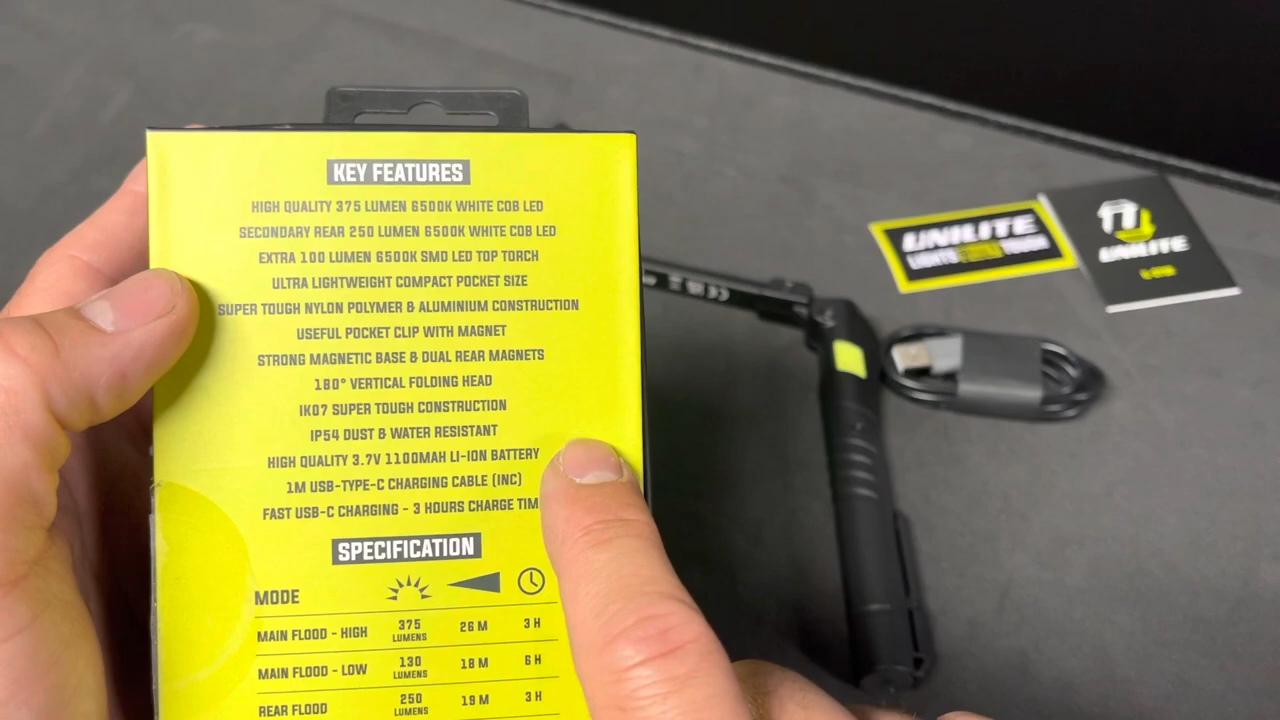 KEY FEATURES
HIGH QUALITY 375 LUMEN 6500K WHITE COB LED
SECONDARY REAR 250 LUMEN 6500K WHITE COB LED
EXTRA 100 LUMEN 6500K SMD LED TOP TORCH
ULTRA LIGHTWEIGHT COMPACT POCKET SIZE
SUPER TOUGH NYLON POLYMER & ALUMINIUM CONSTRUCTION
USEFUL POCKET CLIP WITH MAGNET
STRONG MAGNETIC BASE & DUAL REAR MAGNETS
180° VERTICAL FOLDING HEAD
IK07 SUPER TOUGH CONSTRUCTION
IP54 DUST & WATER RESISTANT
HIGH QUALITY 3.7V 1100MAH LI-ION BATTERY
1M USB-TYPE-C CHARGING CABLE (INC)
FAST USB-C CHARGING - 3 HOURS CHARGE TIM
SPECIFICATION
MODE
MAIN FLOOD - HIGH 375 LUMENS 26 M 3 H
MAIN FLOOD - LOW 130 LUMENS 18 M 6 H
REAR FLOOD 250 LUMENS 19 M 3 H
UNILITE
LIGHTS TOUGH
UNILITE
CE